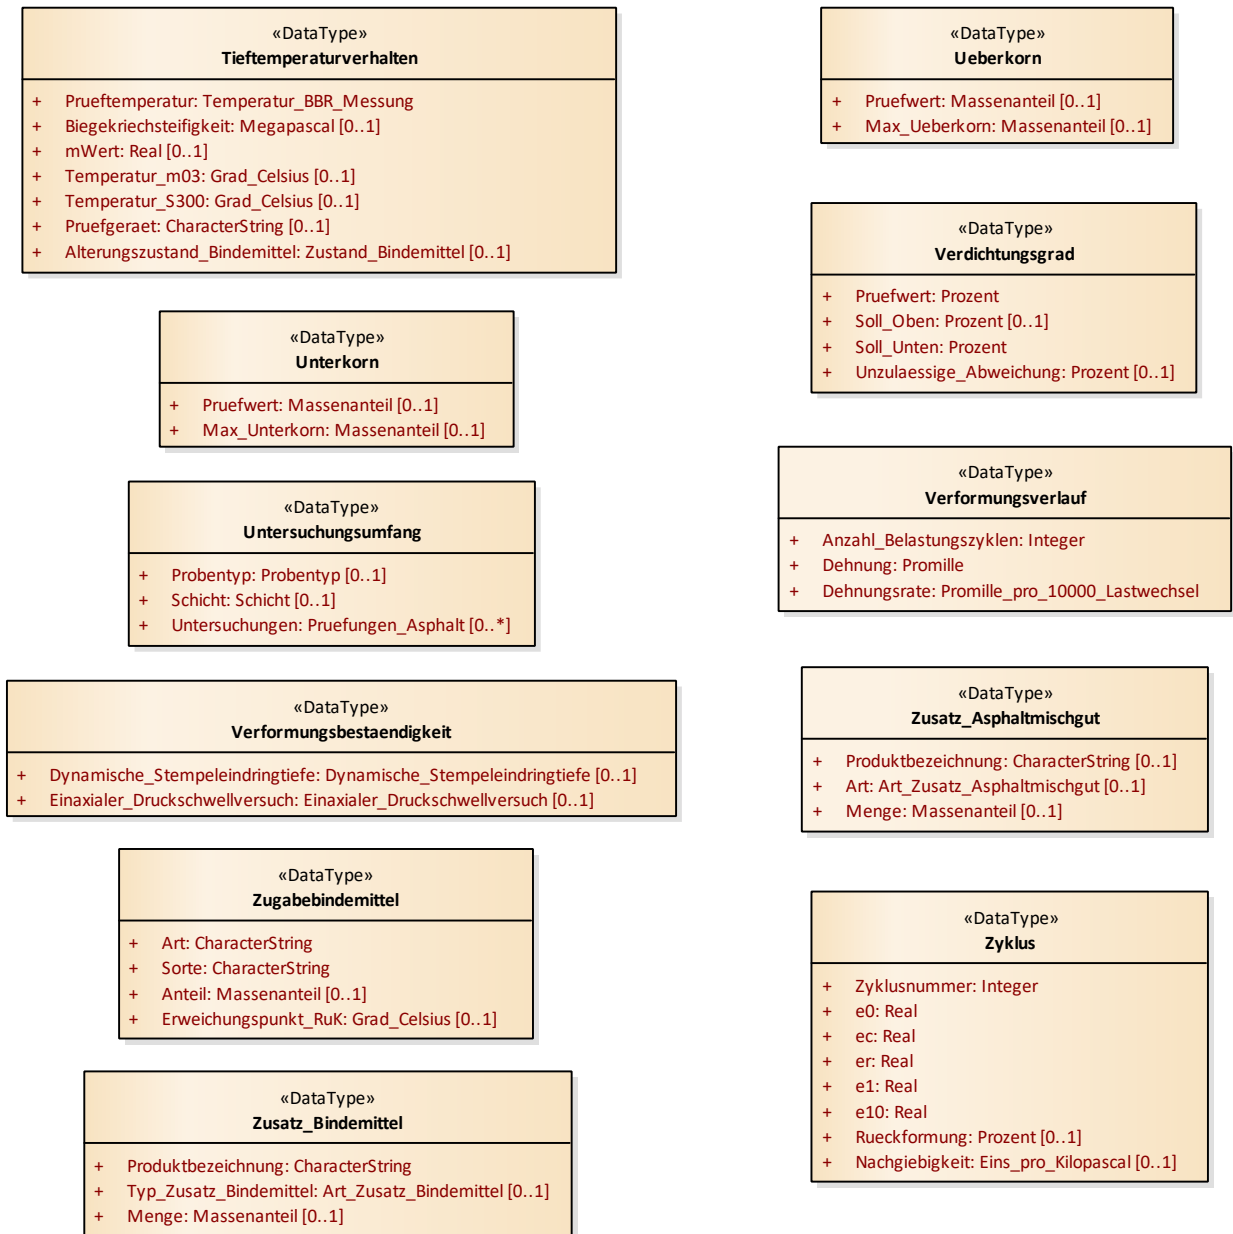 «DataType»
Tieftemperaturverhalten
+ Prueftemperatur: Temperatur_BBR_Messung
+ Biegekriechsteifigkeit: Megapascal [0..1]
+ mWert: Real [0..1]
+ Temperatur_m03: Grad_Celsius [0..1]
+ Temperatur_S300: Grad_Celsius [0..1]
+ Pruefgeraet: CharacterString [0..1]
+ Alterungszustand_Bindemittel: Zustand_Bindemittel [0..1]
«DataType»
Unterkorn
+ Pruefwert: Massenanteil [0..1]
+ Max_Unterkorn: Massenanteil [0..1]
«DataType»
Untersuchungsumfang
+ Probentyp: Probentyp [0..1]
+ Schicht: Schicht [0..1]
+ Untersuchungen: Pruefungen_Asphalt [0..*]
«DataType»
Verformungsbestaendigkeit
+ Dynamische_Stempeleindringtiefe: Dynamische_Stempeleindringtiefe [0..1]
+ Einaxialer_Druckschwellversuch: Einaxialer_Druckschwellversuch [0..1]
«DataType»
Zugabebindemittel
+ Art: CharacterString
+ Sorte: CharacterString
+ Anteil: Massenanteil [0..1]
+ Erweichungspunkt_RuK: Grad_Celsius [0..1]
«DataType»
Zusatz_Bindemittel
+ Produktbezeichnung: CharacterString
+ Typ_Zusatz_Bindemittel: Art_Zusatz_Bindemittel [0..1]
+ Menge: Massenanteil [0..1]
«DataType»
Ueberkorn
+ Pruefwert: Massenanteil [0..1]
+ Max_Ueberkorn: Massenanteil [0..1]
«DataType»
Verdichtungsgrad
+ Pruefwert: Prozent
+ Soll_Oben: Prozent [0..1]
+ Soll_Unten: Prozent
+ Unzulaessige_Abweichung: Prozent [0..1]
«DataType»
Verformungsverlauf
+ Anzahl_Belastungszyklen: Integer
+ Dehnung: Promille
+ Dehnungsrate: Promille_pro_10000_Lastwechsel
«DataType»
Zusatz_Asphaltmischgut
+ Produktbezeichnung: CharacterString [0..1]
+ Art: Art_Zusatz_Asphaltmischgut [0..1]
+ Menge: Massenanteil [0..1]
«DataType»
Zyklus
+ Zyklusnummer: Integer
+ e0: Real
+ ec: Real
+ er: Real
+ e1: Real
+ e10: Real
+ Rueckformung: Prozent [0..1]
+ Nachgiebigkeit: Eins_pro_Kilopascal [0..1]